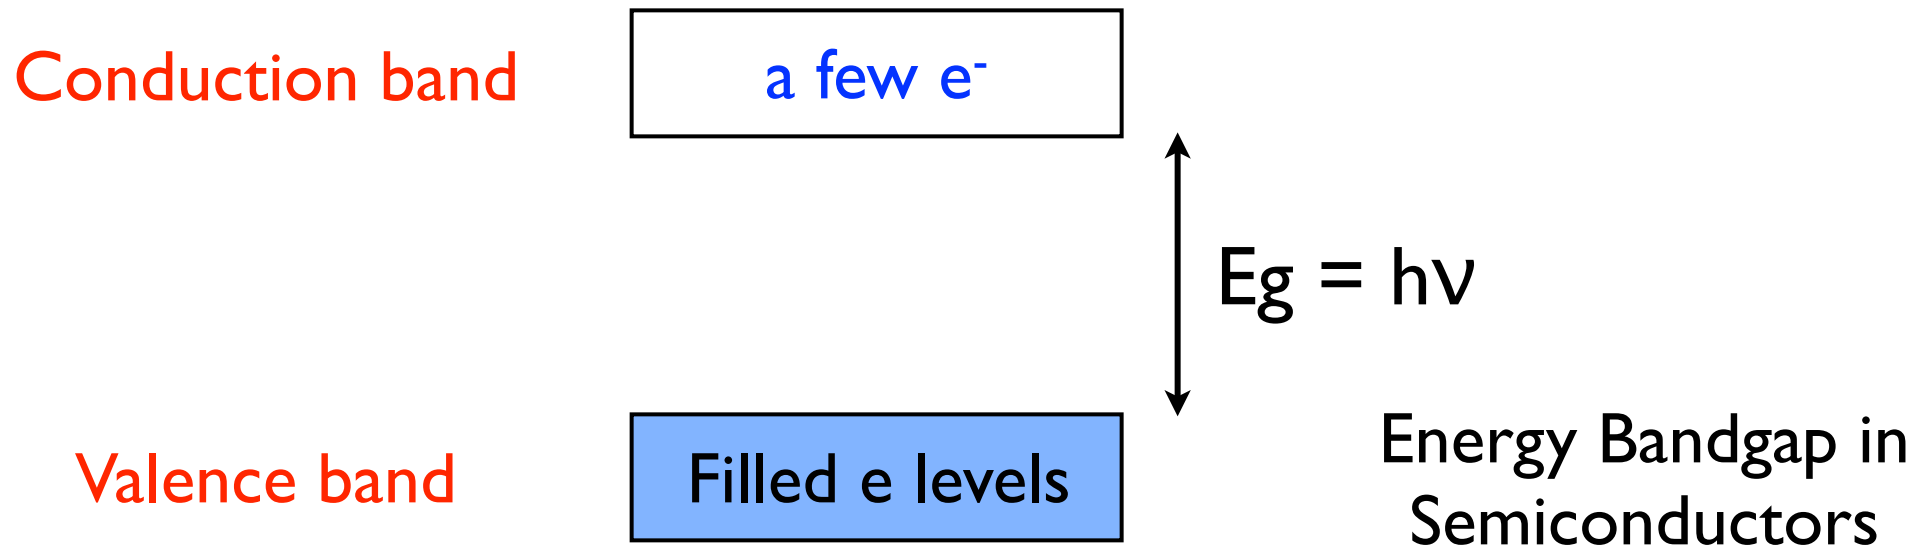 Conduction band
a few e⁻
Eg = hν
Valence band
Filled e levels
Energy Bandgap in
Semiconductors